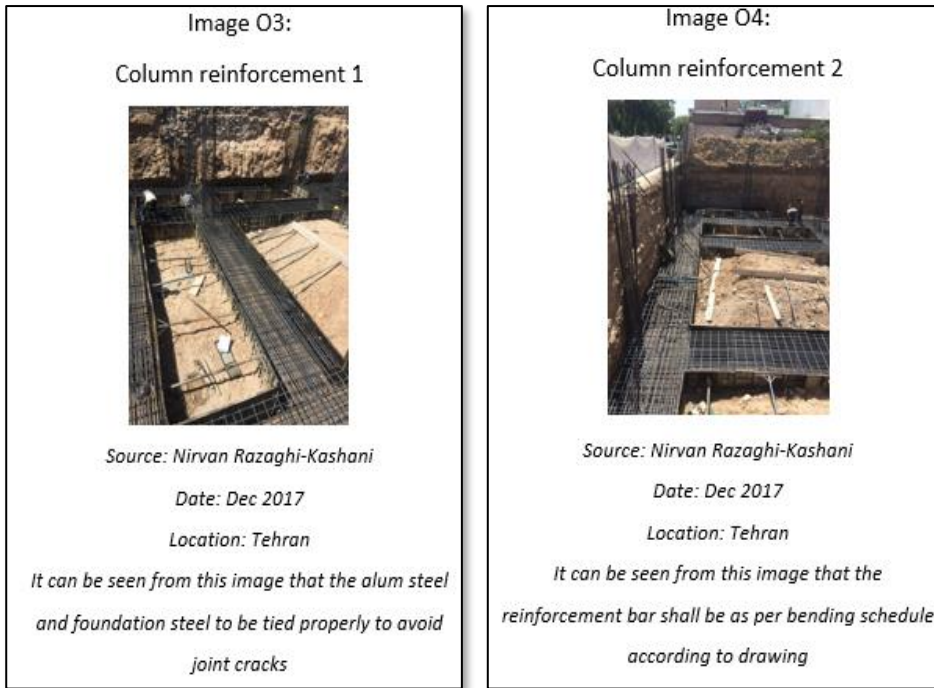 Image O3:
Column reinforcement 1
Source: Nirvan Razaghi-Kashani
Date: Dec 2017
Location: Tehran
It can be seen from this image that the alum steel
and foundation steel to be tied properly to avoid
joint cracks
Image O4:
Column reinforcement 2
Source: Nirvan Razaghi-Kashani
Date: Dec 2017
Location: Tehran
It can be seen from this image that the
reinforcement bar shall be as per bending schedule
according to drawing